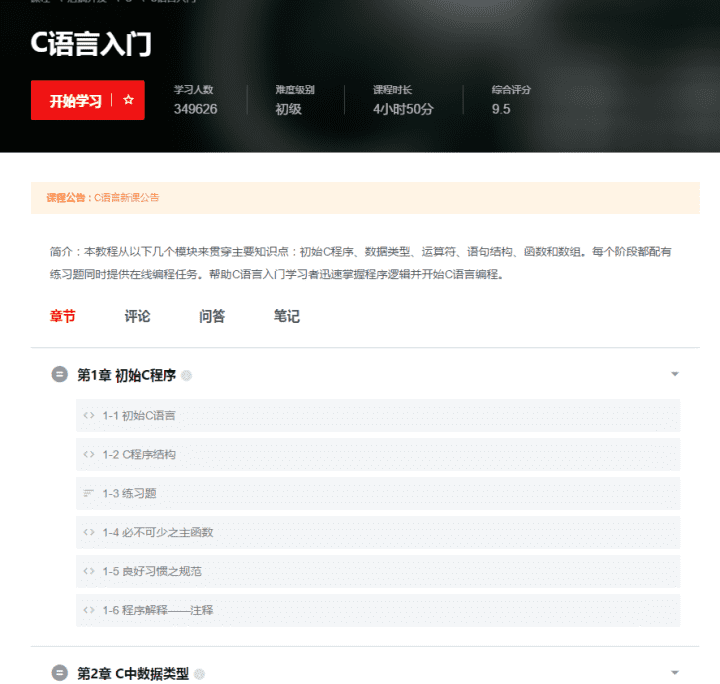 C语言入门
开始学习
学习人数
349626
难度级别
初级
课程时长
4小时50分
综合评分
9.5
课程公告：C语言新课公告
简介：本教程从以下几个模块来贯穿主要知识点：初始C程序、数据类型、运算符、语句结构、函数和数组。每个阶段都配有
练习题同时提供在线编程任务。帮助C语言入门学习者迅速掌握程序逻辑并开始C语言编程。
章节 评论 问答 笔记
第1章 初始C程序
1-1 初始C语言
1-2 C程序结构
1-3 练习题
1-4 必不可少之主函数
1-5 良好习惯之规范
1-6 程序解释——注释
第2章 C中数据类型